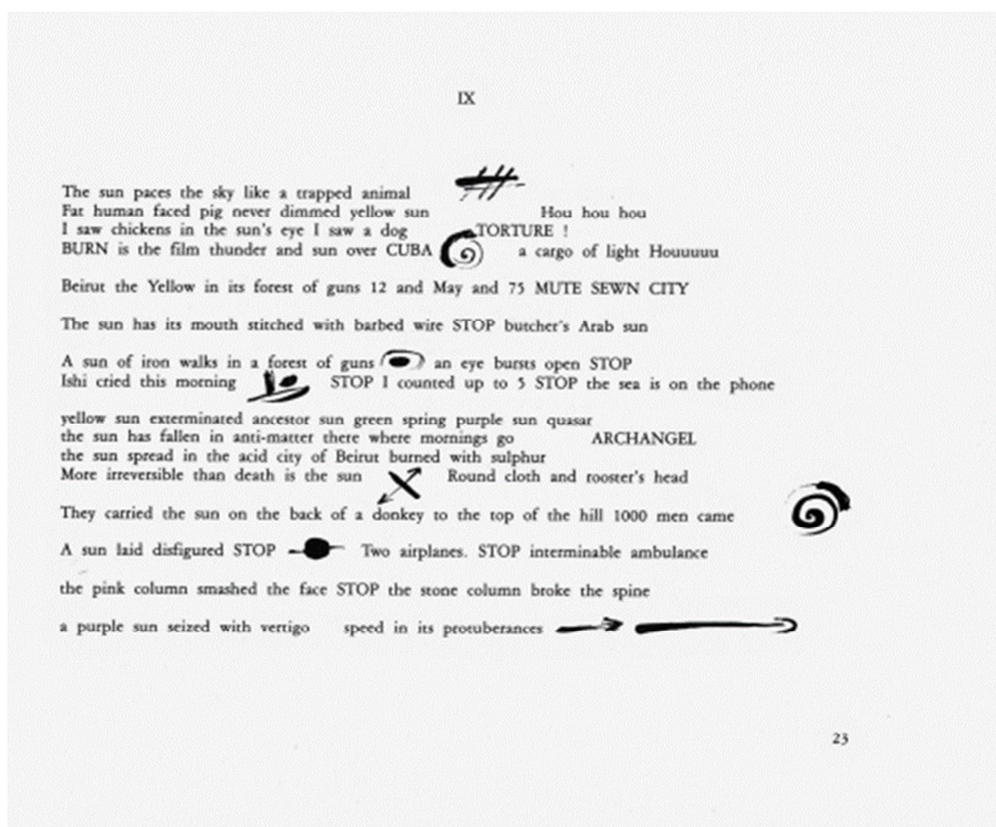 IX
The sun paces the sky like a trapped animal
Fat human faced pig never dimmed yellow sun Hou hou hou
I saw chickens in the sun's eye I saw a dog TORTURE !
BURN is the film thunder and sun over CUBA a cargo of light Houuuuu
Beirut the Yellow in its forest of guns 12 and May and 75 MUTE SEWN CITY
The sun has its mouth stitched with barbed wire STOP butcher's Arab sun
A sun of iron walks in a forest of guns an eye bursts open STOP
Ishi cried this morning STOP I counted up to 5 STOP the sea is on the phone
yellow sun exterminated ancestor sun green spring purple sun quasar
the sun has fallen in anti-matter there where mornings go ARCHANGEL
the sun spread in the acid city of Beirut burned with sulphur
More irreversible than death is the sun Round cloth and rooster's head
They carried the sun on the back of a donkey to the top of the hill 1000 men came
A sun laid disfigured STOP Two airplanes. STOP interminable ambulance
the pink column smashed the face STOP the stone column broke the spine
a purple sun seized with vertigo speed in its protuberances
23